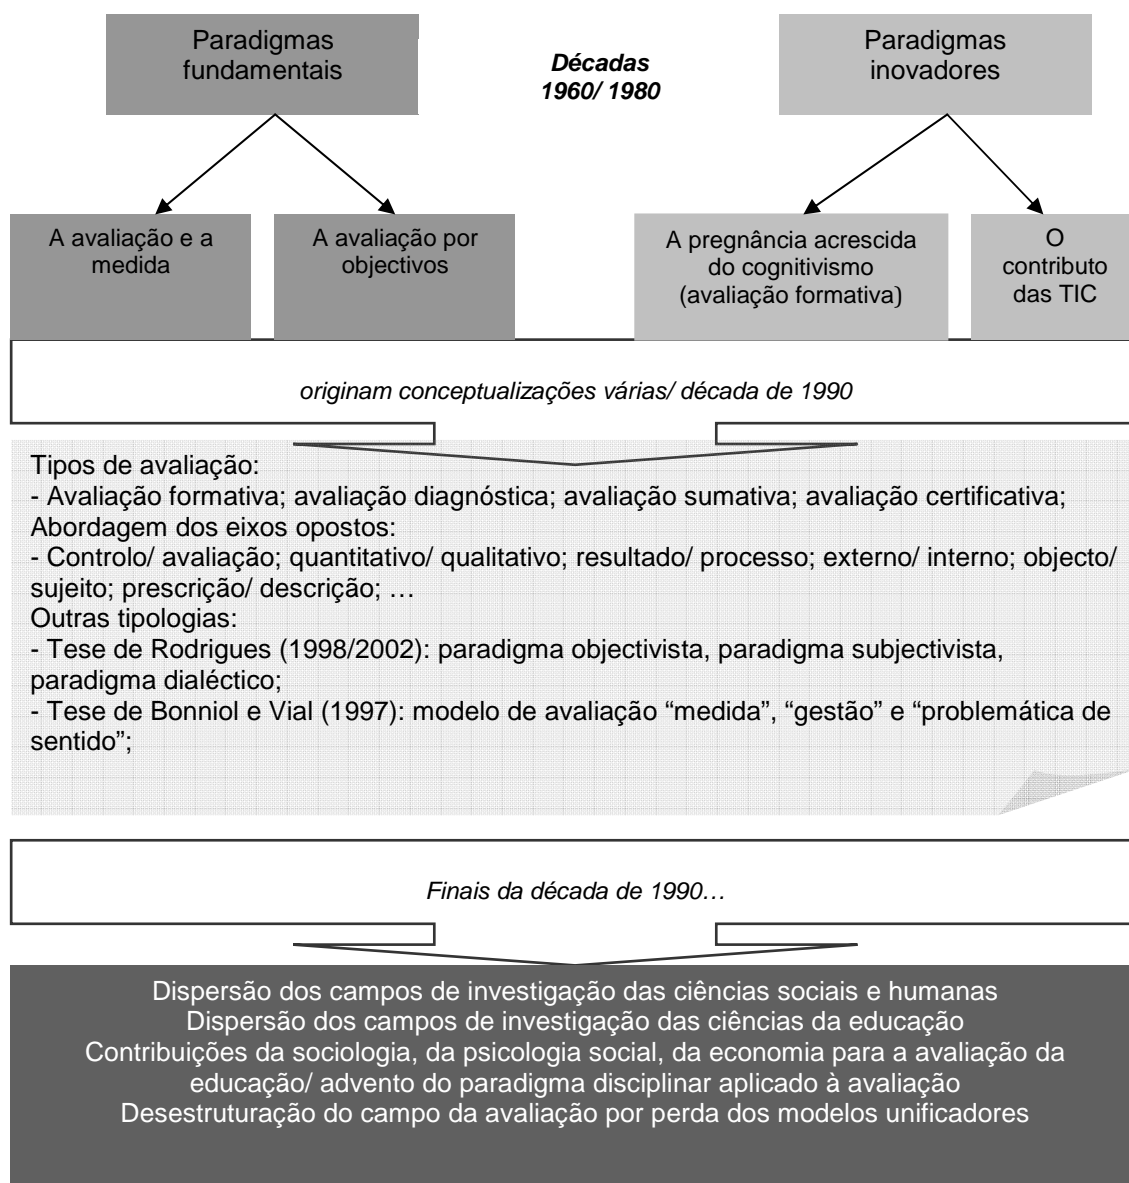 Paradigmas
fundamentais
Décadas
1960/ 1980
Paradigmas
inovadores
A avaliação e a
medida
A avaliação por
objectivos
A pregnância acrescida
do cognitivismo
(avaliação formativa)
O
contributo
das TIC
originam conceptualizações várias/ década de 1990
Tipos de avaliação:
- Avaliação formativa; avaliação diagnóstica; avaliação sumativa; avaliação certificativa;
Abordagem dos eixos opostos:
- Controlo/ avaliação; quantitativo/ qualitativo; resultado/ processo; externo/ interno; objecto/
sujeito; prescrição/ descrição; …
Outras tipologias:
- Tese de Rodrigues (1998/2002): paradigma objectivista, paradigma subjectivista,
paradigma dialéctico;
- Tese de Bonniol e Vial (1997): modelo de avaliação “medida”, “gestão” e “problemática de
sentido”;
Finais da década de 1990…
Dispersão dos campos de investigação das ciências sociais e humanas
Dispersão dos campos de investigação das ciências da educação
Contribuições da sociologia, da psicologia social, da economia para a avaliação da
educação/ advento do paradigma disciplinar aplicado à avaliação
Desestruturação do campo da avaliação por perda dos modelos unificadores